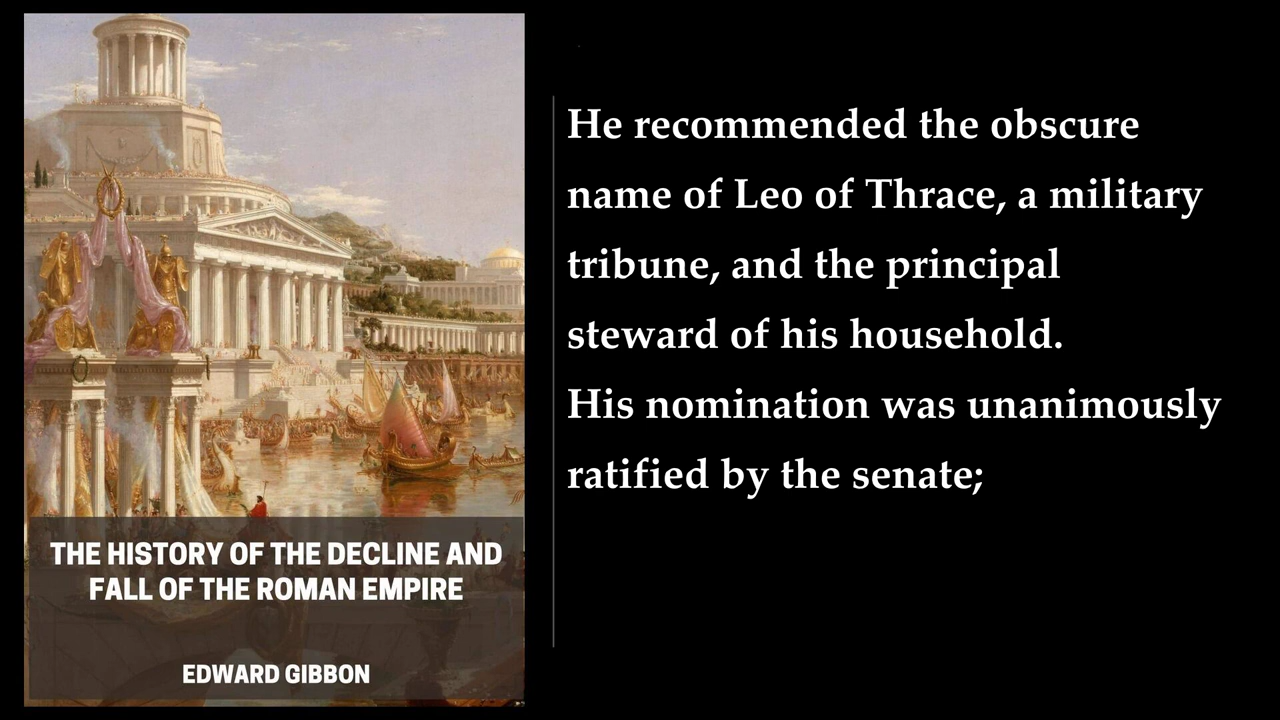 THE HISTORY OF THE DECLINE AND
FALL OF THE ROMAN EMPIRE
EDWARD GIBBON
He recommended the obscure
name of Leo of Thrace, a military
tribune, and the principal
steward of his household.
His nomination was unanimously
ratified by the senate;